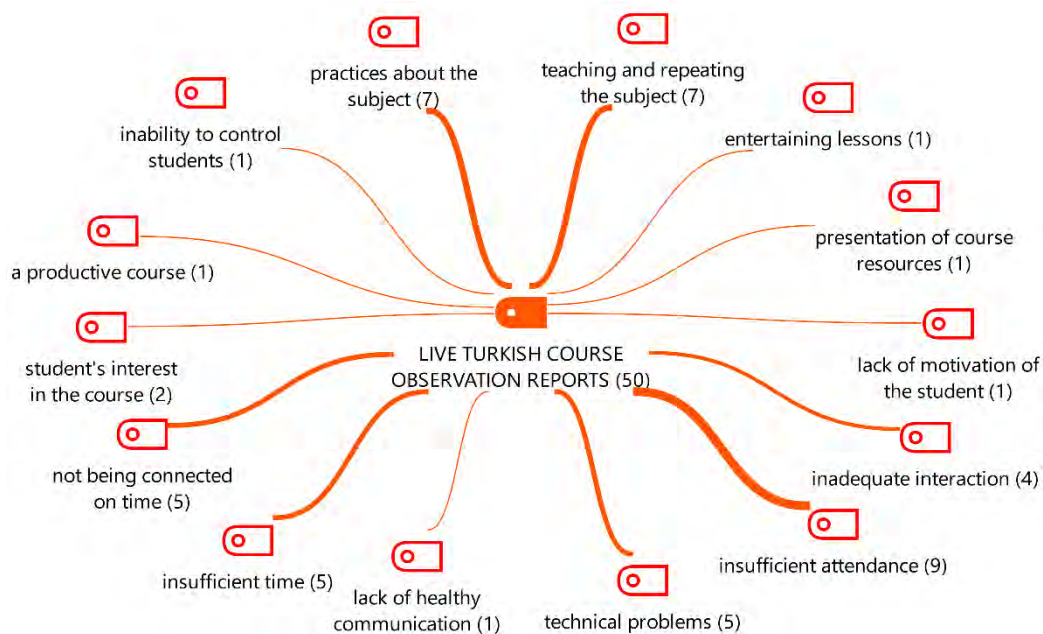 practices about the
subject (7)
teaching and repeating
the subject (7)
inability to control
students (1)
entertaining lessons (1)
a productive course (1)
presentation of course
resources (1)
student's interest
in the course (2)
LIVE TURKISH COURSE
OBSERVATION REPORTS (50)
lack of motivation of
the student (1)
not being connected
on time (5)
inadequate interaction (4)
insufficient time (5)
lack of healthy
communication (1)
technical problems (5)
insufficient attendance (9)